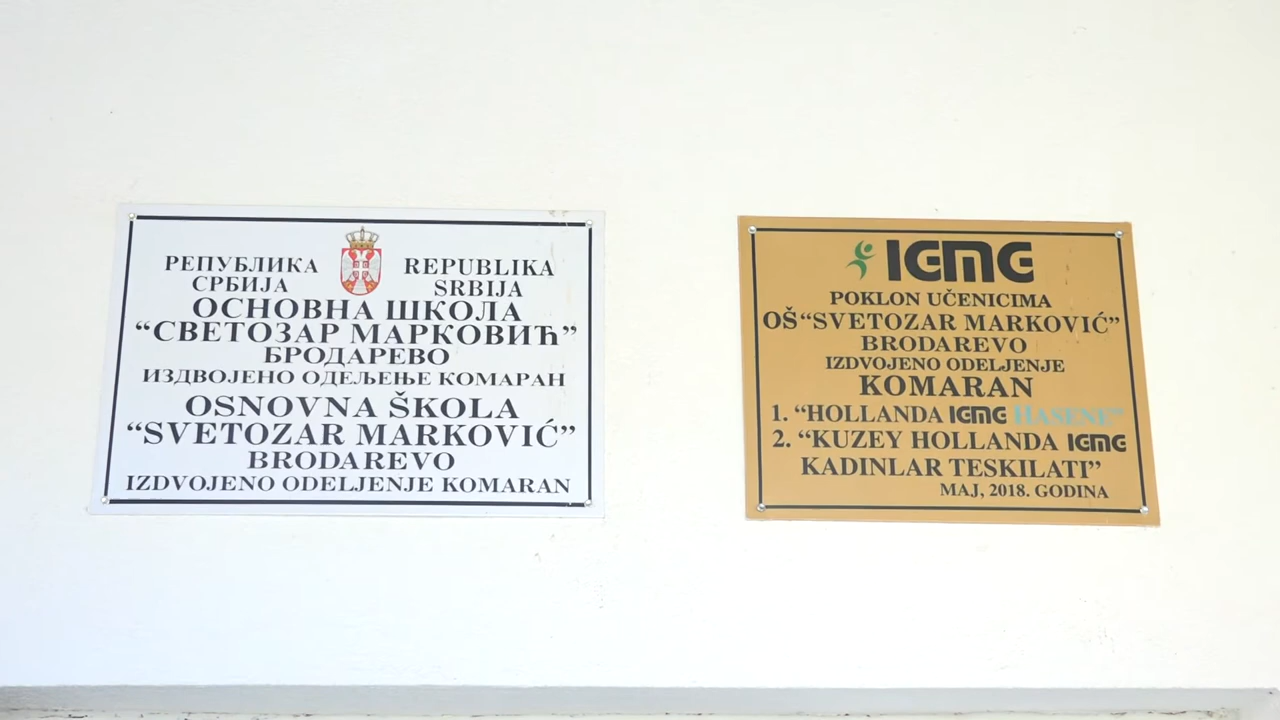 РЕПУБЛИКА
СРБИЈА
REPUBLIKA
SRBIJA
ОСНОВНА ШКОЛА
“СВЕТОЗАР МАРКОВИЋ”
БРОДАРЕВО
ИЗДВОЈЕНО ОДЕЉЕЊЕ КОМАРАН
OSNOVNA ŠKOLA
“SVETOZAR MARKOVIĆ”
BRODAREVO
IZDVOJENO ODELJENJE KOMARAN
IGMG
POKLON UČENICIMA
OŠ“SVETOZAR MARKOVIĆ”
BRODAREVO
IZDVOJENO ODELJENJE
KOMARAN
1. “HOLLANDA IGMG HASENE”
2. “KUZEY HOLLANDA IGMG
KADINLAR TESKILATI”
MAJ, 2018. GODINA